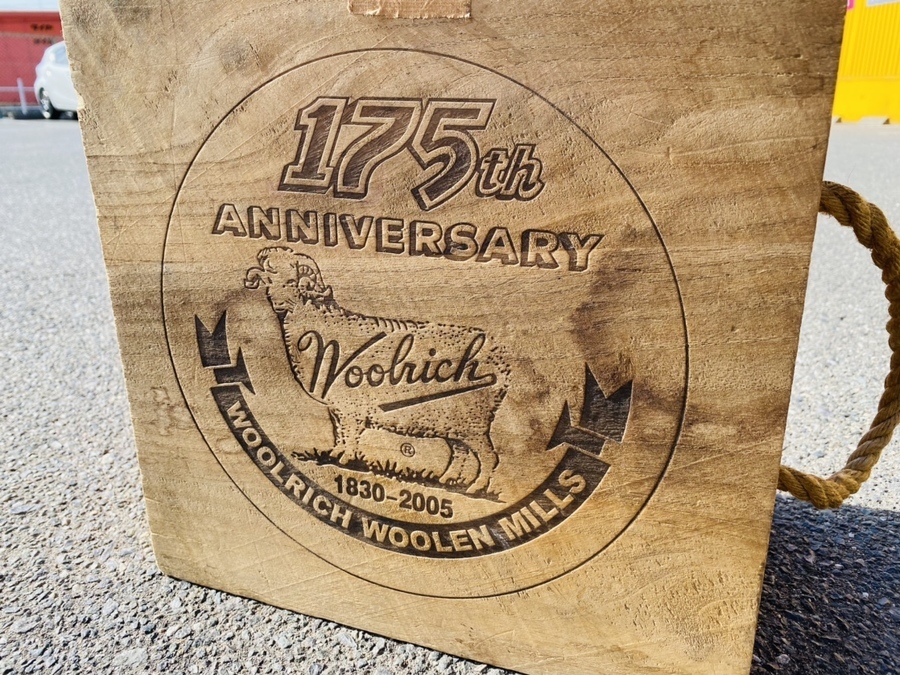 175th
ANNIVERSARY
Woolrich
®
1830-2005
WOOLRICH WOOLEN MILLS